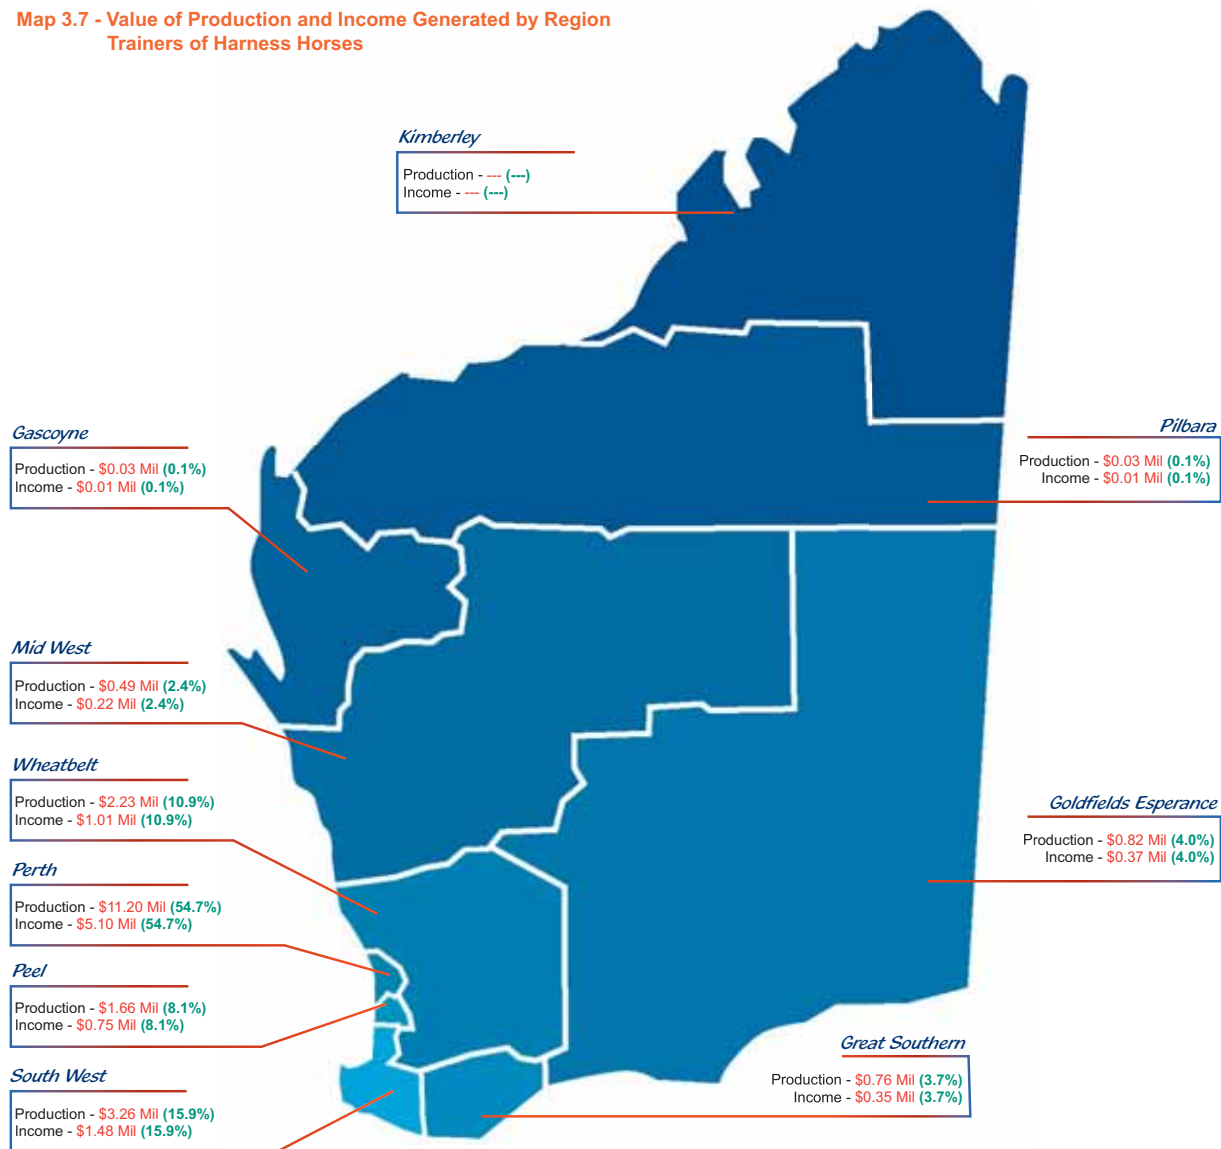 Map 3.7 - Value of Production and Income Generated by Region
Trainers of Harness Horses
Kimberley
Production - --- (---)
Income - --- (---)
Gascoyne
Production - $0.03 Mil (0.1%)
Income - $0.01 Mil (0.1%)
Pilbara
Production - $0.03 Mil (0.1%)
Income - $0.01 Mil (0.1%)
Mid West
Production - $0.49 Mil (2.4%)
Income - $0.22 Mil (2.4%)
Wheatbelt
Production - $2.23 Mil (10.9%)
Income - $1.01 Mil (10.9%)
Goldfields Esperance
Production - $0.82 Mil (4.0%)
Income - $0.37 Mil (4.0%)
Perth
Production - $11.20 Mil (54.7%)
Income - $5.10 Mil (54.7%)
Peel
Production - $1.66 Mil (8.1%)
Income - $0.75 Mil (8.1%)
Great Southern
Production - $0.76 Mil (3.7%)
Income - $0.35 Mil (3.7%)
South West
Production - $3.26 Mil (15.9%)
Income - $1.48 Mil (15.9%)